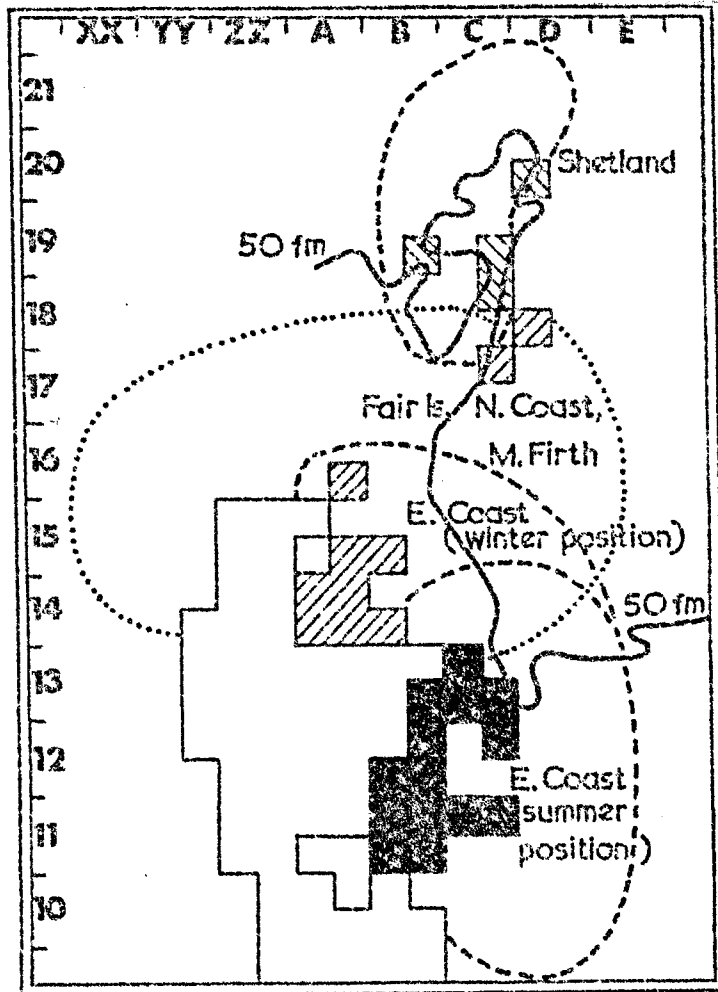 XX YY ZZ A B C D E
21
20
Shetland
19
50 fm
18
17
Fair Is. N. Coast,
M. Firth
16
E. Coast
(winter position)
15
14
50 fm
13
12
E. Coast
summer
position)
11
10